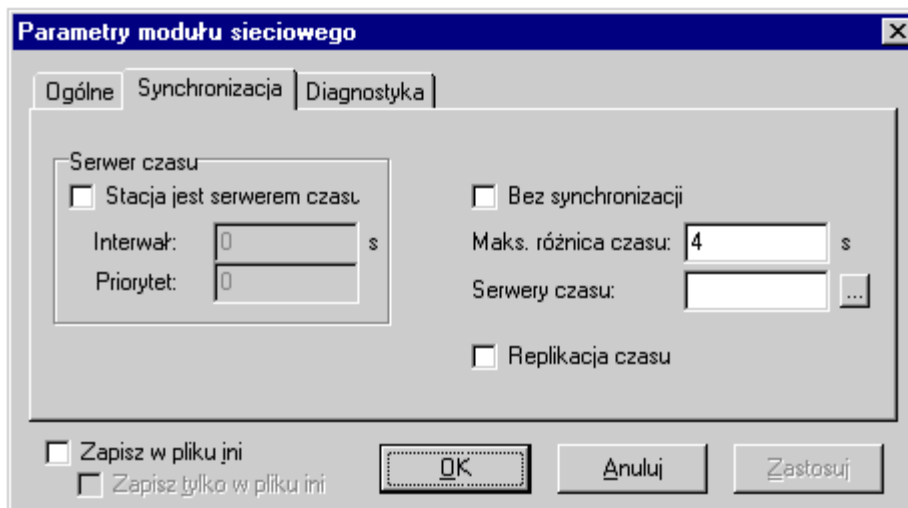 Parametry modułu sieciowego
Ogólne Synchronizacja Diagnostyka
Serwer czasu
Stacja jest serwerem czasu
Interwał: 0 s
Priorytet: 0
Bez synchronizacji
Maks. różnica czasu: 4 s
Serwery czasu: ...
Replikacja czasu
Zapisz w pliku ini
Zapisz tylko w pliku ini
OK Anuluj Zastosuj